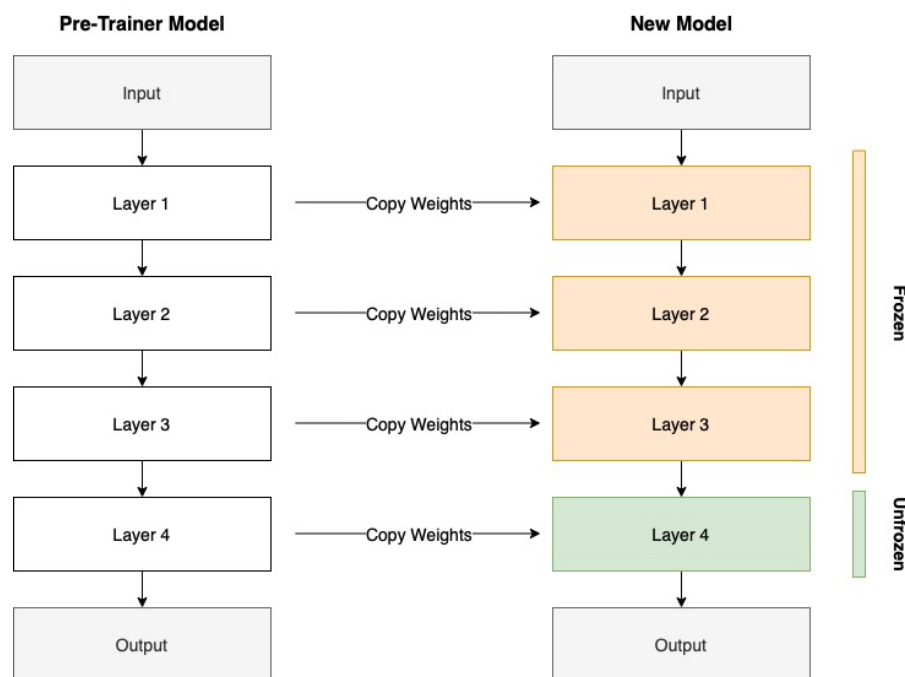 Pre-Trainer Model
New Model
Input
Input
Layer 1
Copy Weights
Layer 1
Layer 2
Copy Weights
Layer 2
Frozen
Layer 3
Copy Weights
Layer 3
Layer 4
Copy Weights
Layer 4
Unfrozen
Output
Output